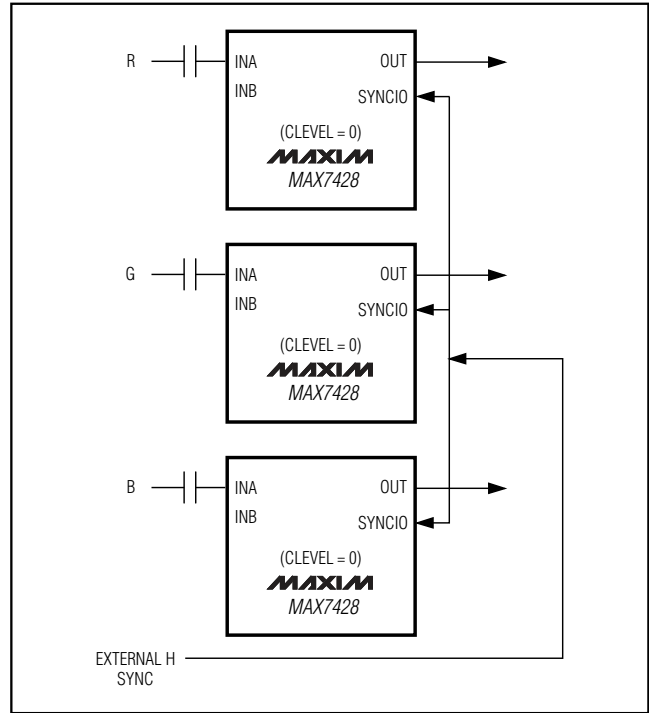 R
INA
OUT
INB
SYNCIO
(CLEVEL = 0)
MAXIM
MAX7428
G
INA
OUT
INB
SYNCIO
(CLEVEL = 0)
MAXIM
MAX7428
B
INA
OUT
INB
SYNCIO
(CLEVEL = 0)
MAXIM
MAX7428
EXTERNAL H
SYNC